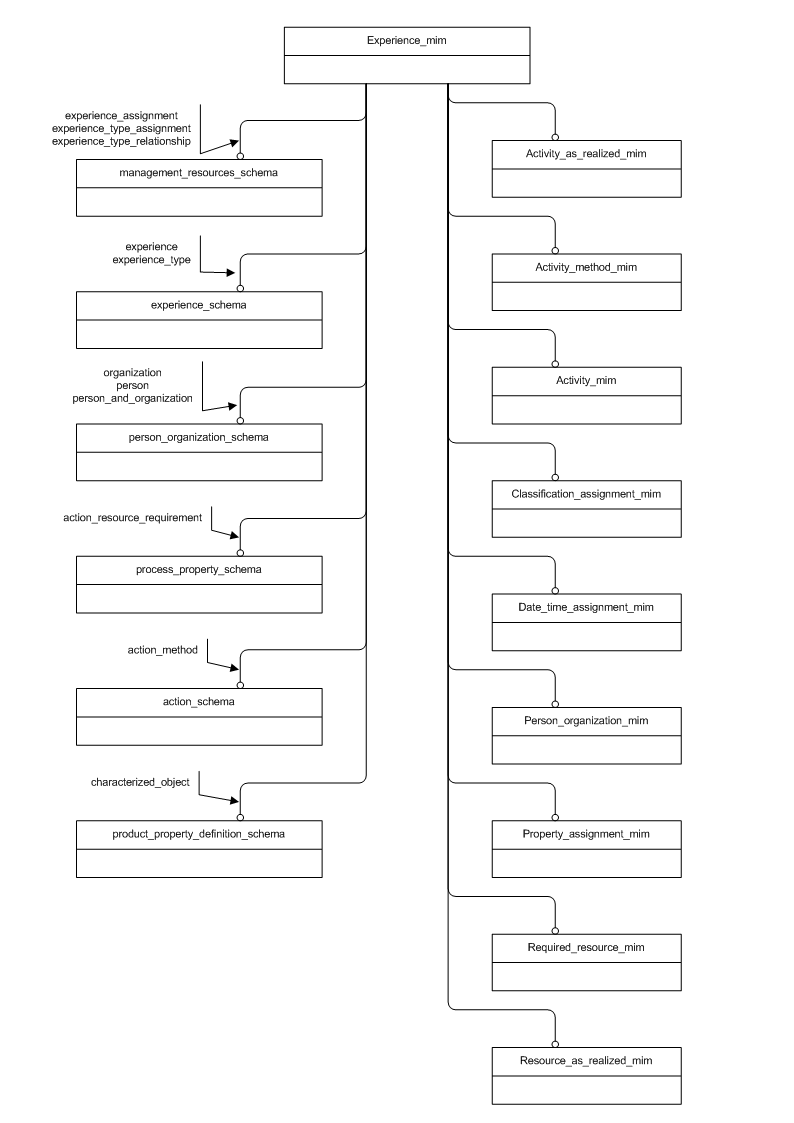 Experience_mim
experience_assignment
experience_type_assignment
experience_type_relationship
management_resources_schema
experience
experience_type
experience_schema
organization
person
person_and_organization
person_organization_schema
action_resource_requirement
process_property_schema
action_method
action_schema
characterized_object
product_property_definition_schema
Activity_as_realized_mim
Activity_method_mim
Activity_mim
Classification_assignment_mim
Date_time_assignment_mim
Person_organization_mim
Property_assignment_mim
Required_resource_mim
Resource_as_realized_mim